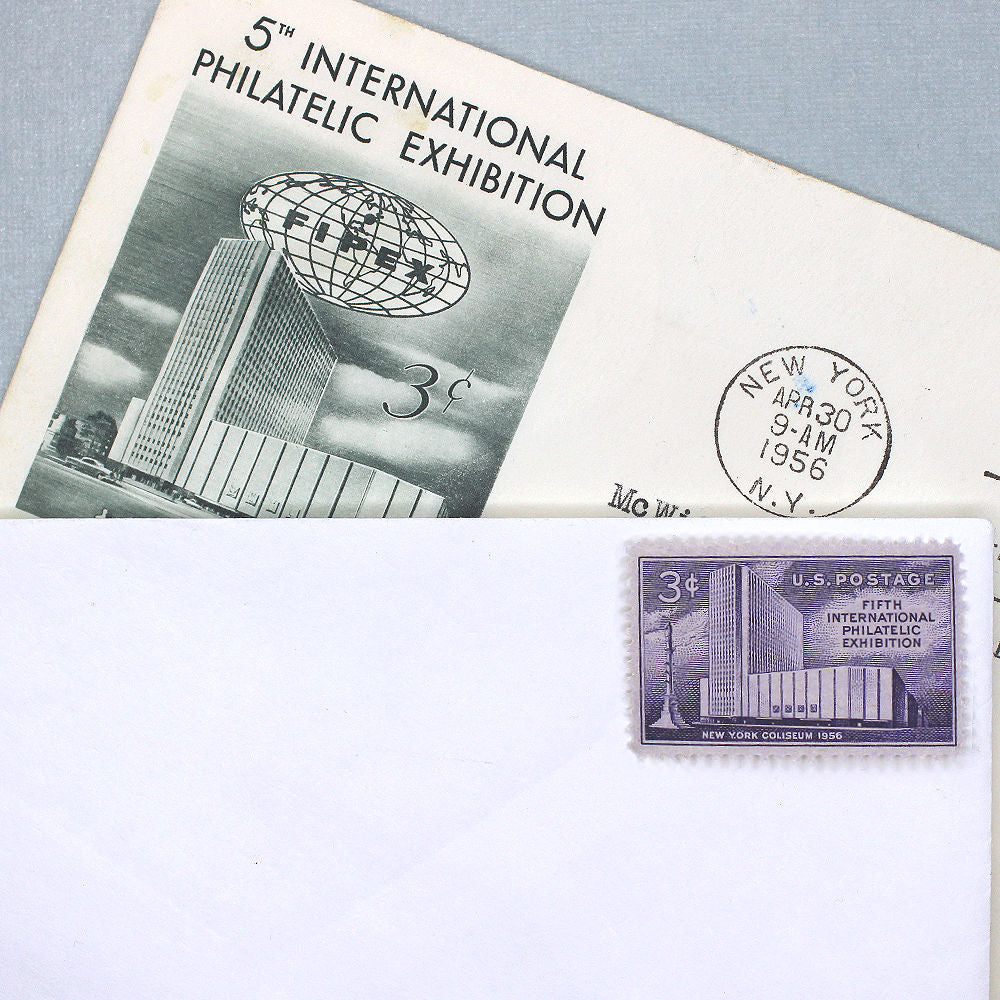 5TH INTERNATIONAL
PHILATELIC EXHIBITION
FIPEX
3¢
NEW YORK
APR 30
9-AM
1956
N.Y.
3¢ U.S. POSTAGE
FIFTH
INTERNATIONAL
PHILATELIC
EXHIBITION
NEW YORK COLISEUM 1956